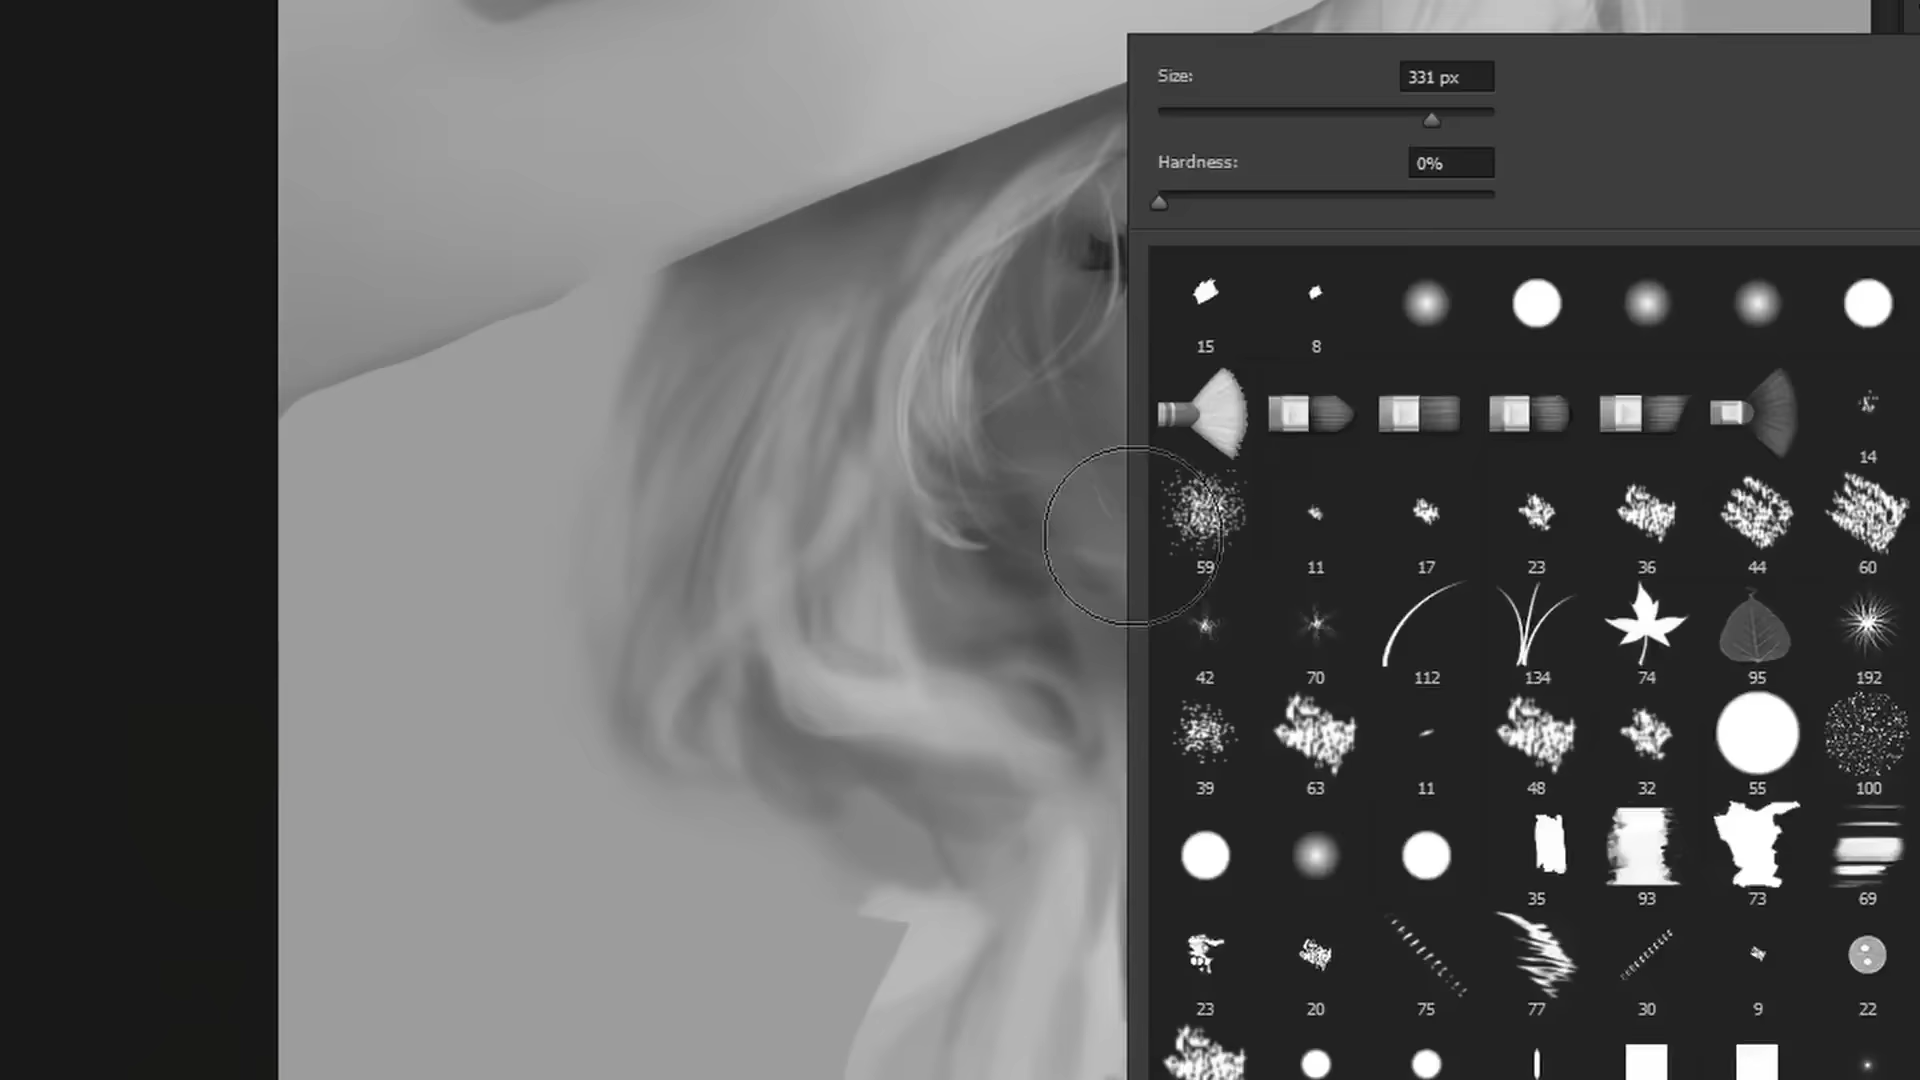 Size:
331 px
Hardness:
0%
15 8
14
59 11 17 23 36 44 60
42 70 112 134 74 95 192
39 63 11 48 32 55 100
35 93 73 69
23 20 75 77 30 9 22